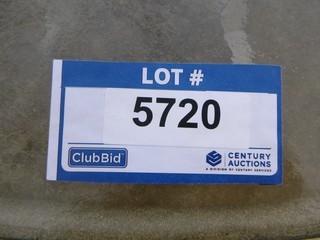 LOT #
5720
ClubBid
CENTURY
AUCTIONS
A DIVISION OF CENTURY SERVICES